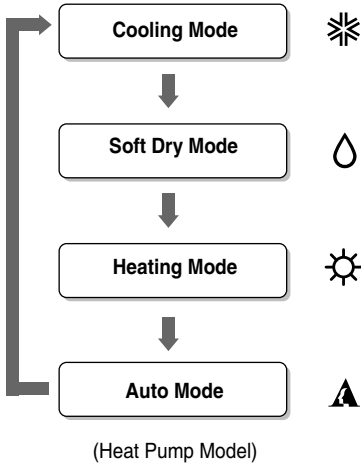 Cooling Mode
Soft Dry Mode
Heating Mode
Auto Mode
(Heat Pump Model)